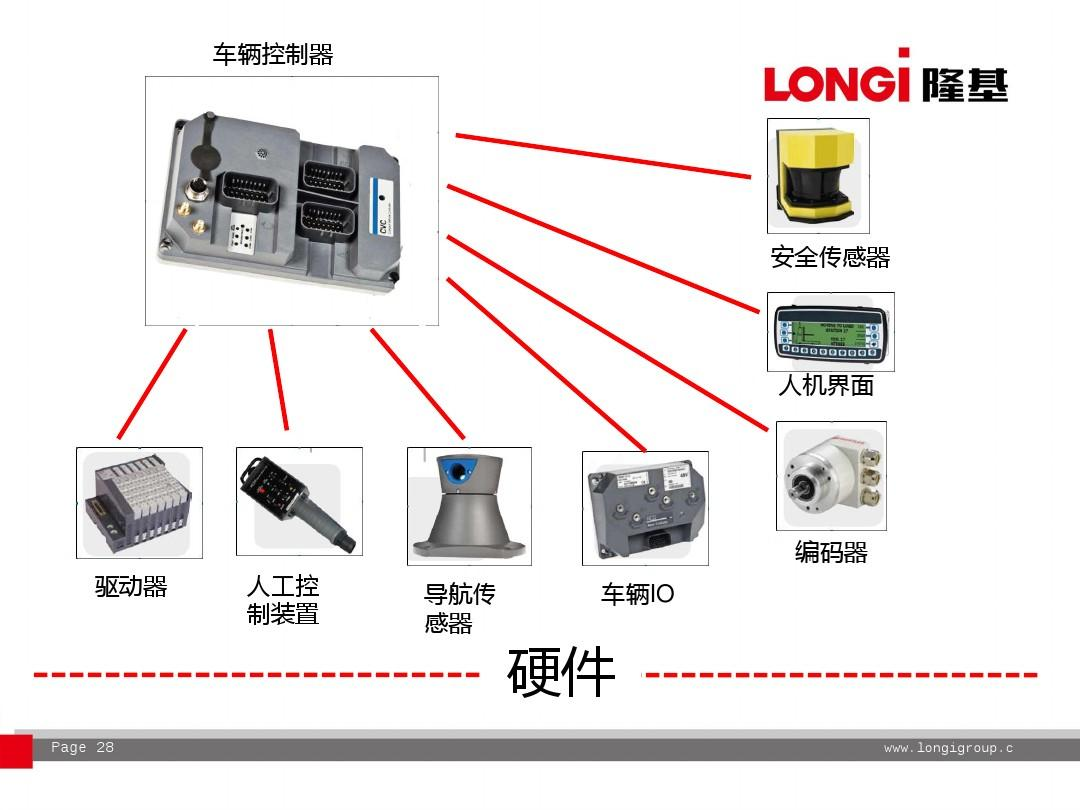 车辆控制器
LONGi 隆基
CVC
安全传感器
人机界面
编码器
驱动器
人工控
制装置
导航传
感器
车辆IO
硬件
Page 28
www.longigroup.c